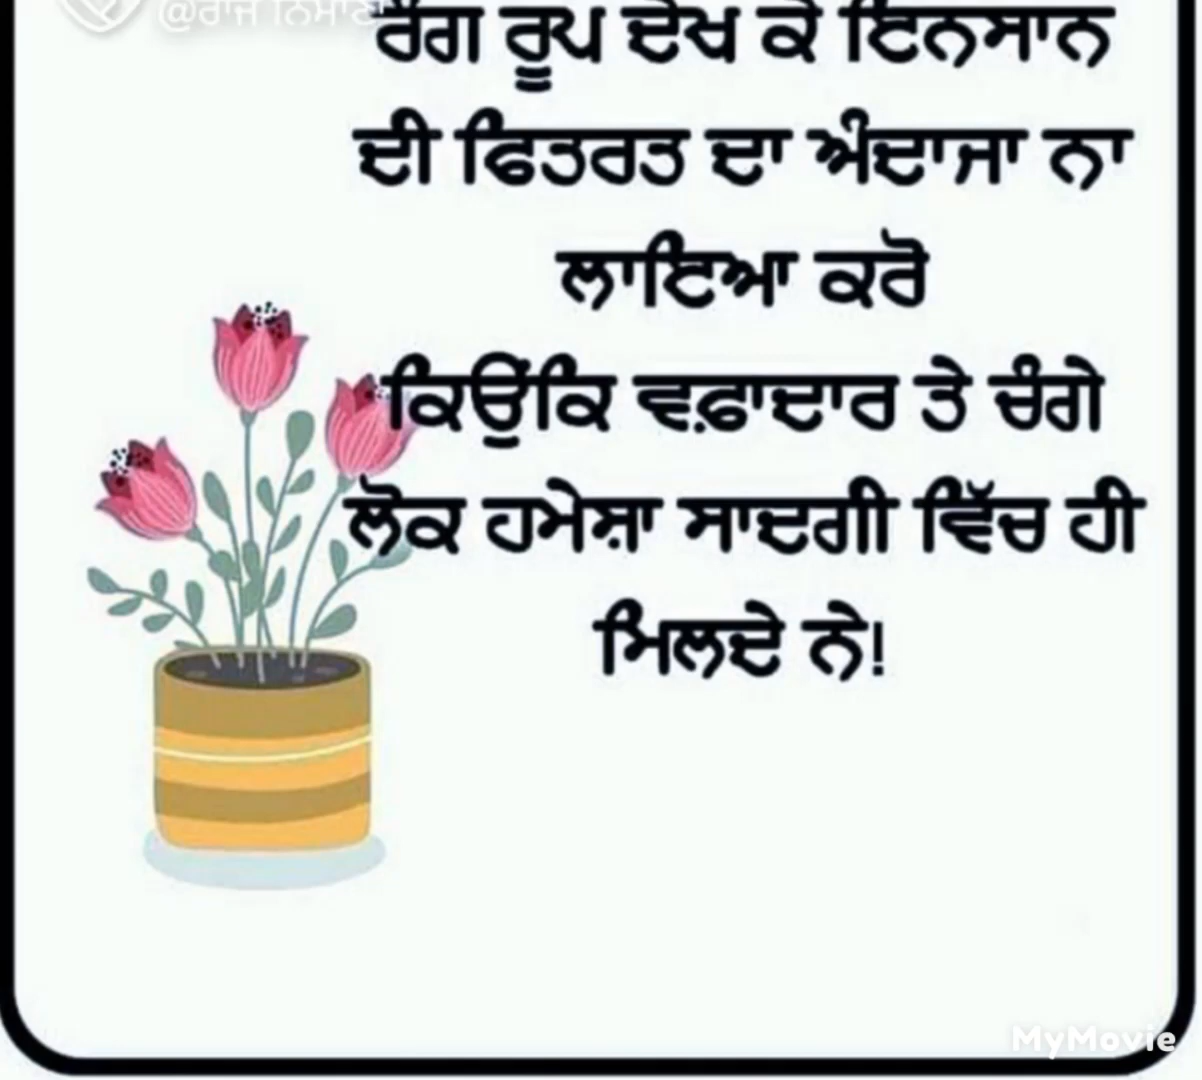 @ਰਾਜ ਨਿਮਾਣਾ
ਰੰਗ ਰੂਪ ਦੇਖ ਕੇ ਇਨਸਾਨ
ਦੀ ਫਿਤਰਤ ਦਾ ਅੰਦਾਜਾ ਨਾ
ਲਾਇਆ ਕਰੋ
ਕਿਉਂਕਿ ਵਫ਼ਾਦਾਰ ਤੇ ਚੰਗੇ
ਲੋਕ ਹਮੇਸ਼ਾ ਸਾਦਗੀ ਵਿੱਚ ਹੀ
ਮਿਲਦੇ ਨੇ!
MyMovie